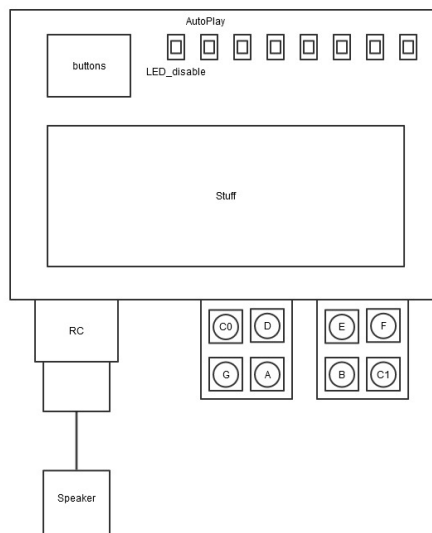 AutoPlay
buttons
LED_disable
Stuff
RC
C0 D E F
G A B C1
Speaker